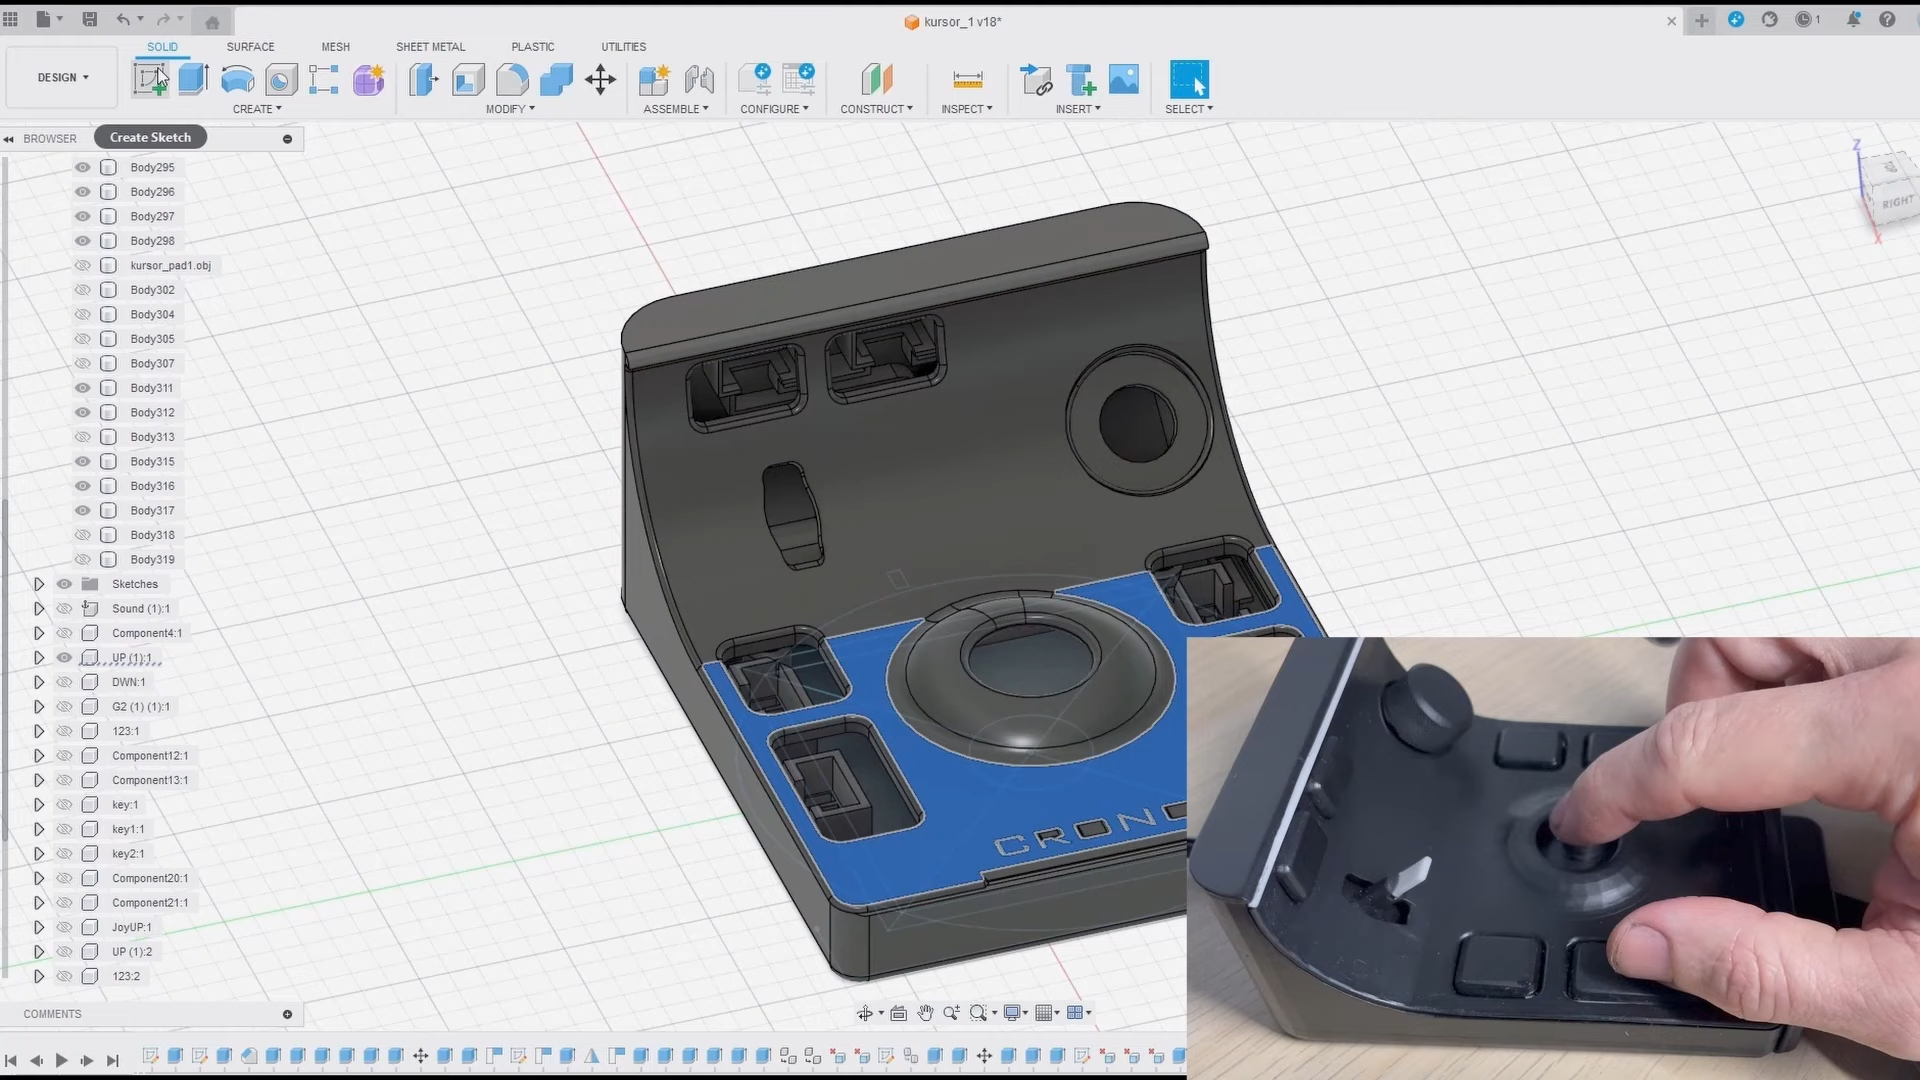 kursor_1 v18*
1
SOLID SURFACE MESH SHEET METAL PLASTIC UTILITIES
DESIGN
CREATE MODIFY ASSEMBLE CONFIGURE CONSTRUCT INSPECT INSERT SELECT
BROWSER
Create Sketch
Z
RIGHT
X
Body295
Body296
Body297
Body298
kursor_pad1.obj
Body302
Body304
Body305
Body307
Body311
Body312
Body313
Body315
Body316
Body317
Body318
Body319
Sketches
Sound (1):1
Component4:1
UP (1):1
DWN:1
G2 (1) (1):1
123:1
Component12:1
Component13:1
key:1
key1:1
key2:1
Component20:1
Component21:1
JoyUP:1
UP (1):2
123:2
CRONO
COMMENTS